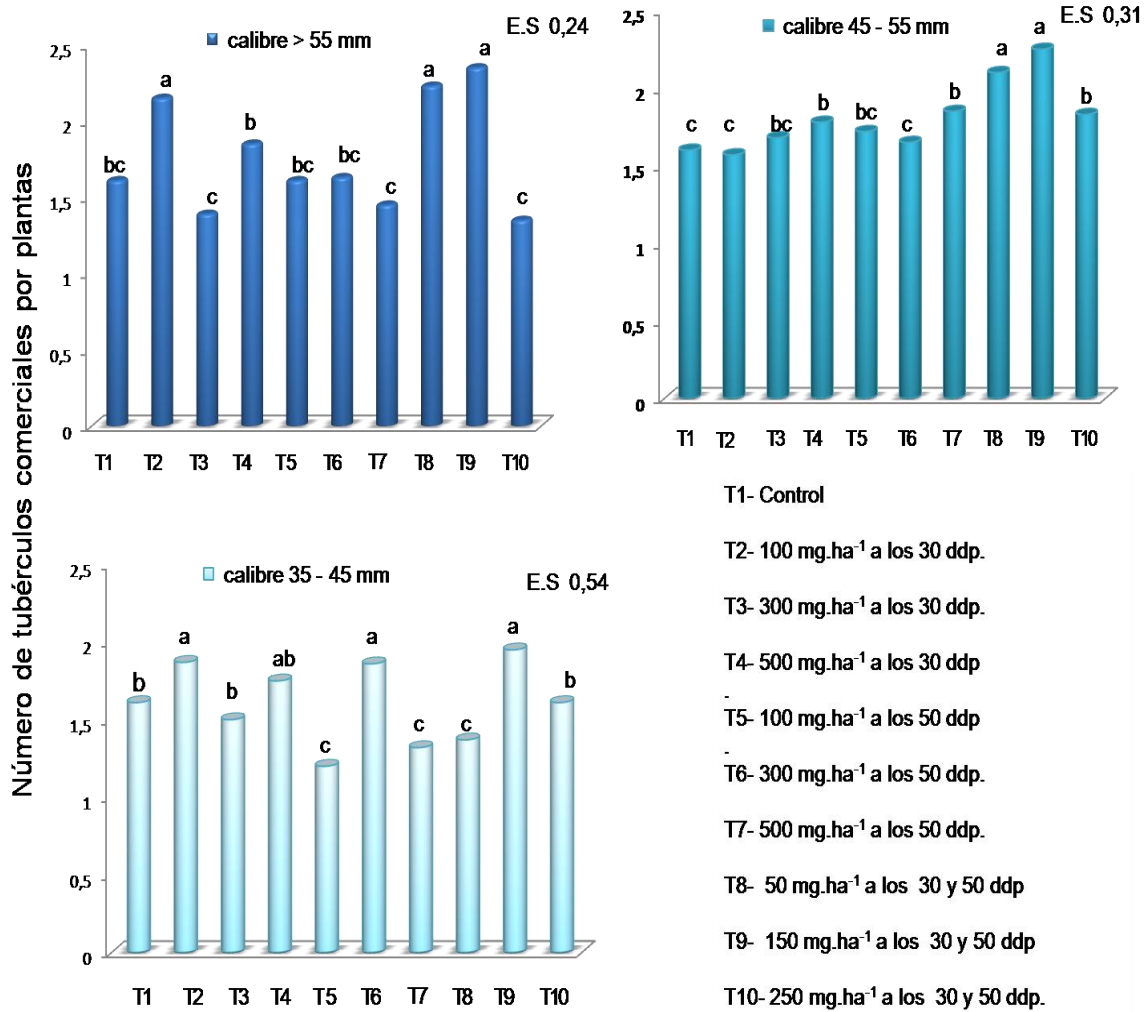 Número de tubérculos comerciales por plantas
calibre > 55 mm
E.S 0,24
2,5
2
1,5
1
0,5
0
bc
a
c
b
bc
bc
c
a
a
c
T1 T2 T3 T4 T5 T6 T7 T8 T9 T10
calibre 45 - 55 mm
E.S 0,31
2,5
2
1,5
1
0,5
0
c
c
bc
b
bc
c
b
a
a
b
T1 T2 T3 T4 T5 T6 T7 T8 T9 T10
calibre 35 - 45 mm
E.S 0,54
2,5
2
1,5
1
0,5
0
b
a
b
ab
c
a
c
c
a
b
T1 T2 T3 T4 T5 T6 T7 T8 T9 T10
T1- Control
T2- 100 mg.ha⁻¹ a los 30 ddp.
T3- 300 mg.ha⁻¹ a los 30 ddp.
T4- 500 mg.ha⁻¹ a los 30 ddp
.
T5- 100 mg.ha⁻¹ a los 50 ddp
.
T6- 300 mg.ha⁻¹ a los 50 ddp.
T7- 500 mg.ha⁻¹ a los 50 ddp.
T8- 50 mg.ha⁻¹ a los 30 y 50 ddp
T9- 150 mg.ha⁻¹ a los 30 y 50 ddp
T10- 250 mg.ha⁻¹ a los 30 y 50 ddp.